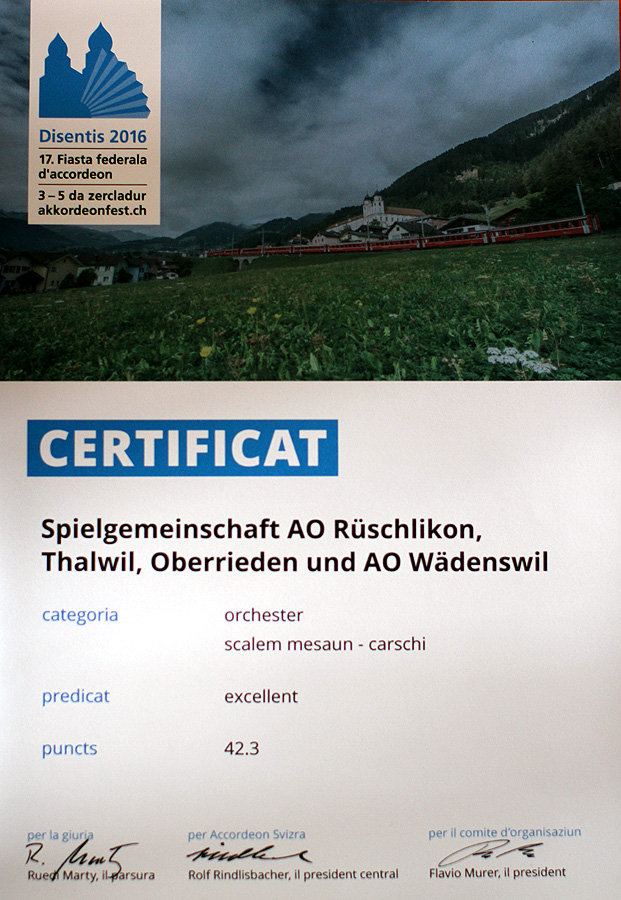 Disentis 2016
17. Fiasta federala
d'accordeon
3 – 5 da zercladur
akkordeonfest.ch
CERTIFICAT
Spielgemeinschaft AO Rüschlikon,
Thalwil, Oberrieden und AO Wädenswil
categoria orchester
scalem mesaun - carschi
predicat excellent
puncts 42.3
per la giuria
R. Marty
Ruedi Marty, il parsura
per Accordeon Svizra
Rolf Rindlisbacher, il president central
per il comite d'organisaziun
Flavio Murer, il president